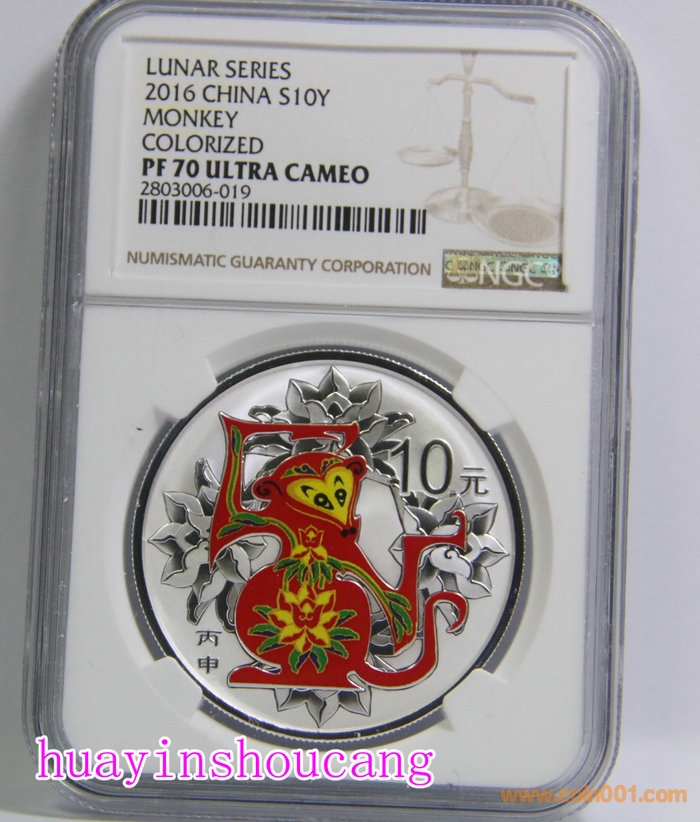 LUNAR SERIES
2016 CHINA S10Y
MONKEY
COLORIZED
PF 70 ULTRA CAMEO
2803006-019
NUMISMATIC GUARANTY CORPORATION
NGC
10元
丙申
huayinshoucang
www.coin001.com